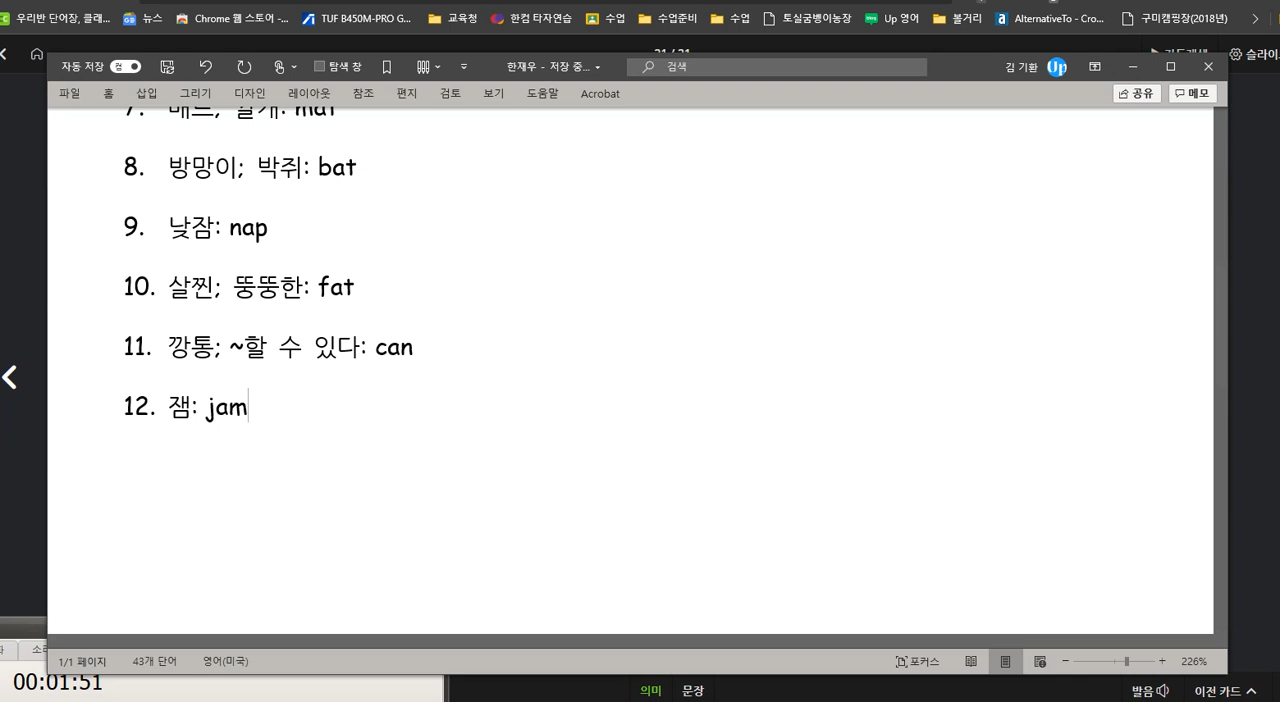 우리반 단어장, 클래... 뉴스 Chrome 웹 스토어 -... TUF B450M-PRO G... 교육청 한컴 타자연습 수업 수업준비 수업 토실굼벵이농장 Up 영어 볼거리 AlternativeTo - Cro... 구미캠핑장(2018년)
슬라이
자동 저장 탐색 창 한재우 - 저장 중... 검색 김 기환 Up
파일 홈 삽입 그리기 디자인 레이아웃 참조 편지 검토 보기 도움말 Acrobat 공유 메모
8. 방망이; 박쥐: bat
9. 낮잠: nap
10. 살찐; 뚱뚱한: fat
11. 깡통; ~할 수 있다: can
12. 잼: jam
1/1 페이지 43개 단어 영어(미국) 포커스 226%
00:01:51 의미 문장 발음 이전 카드